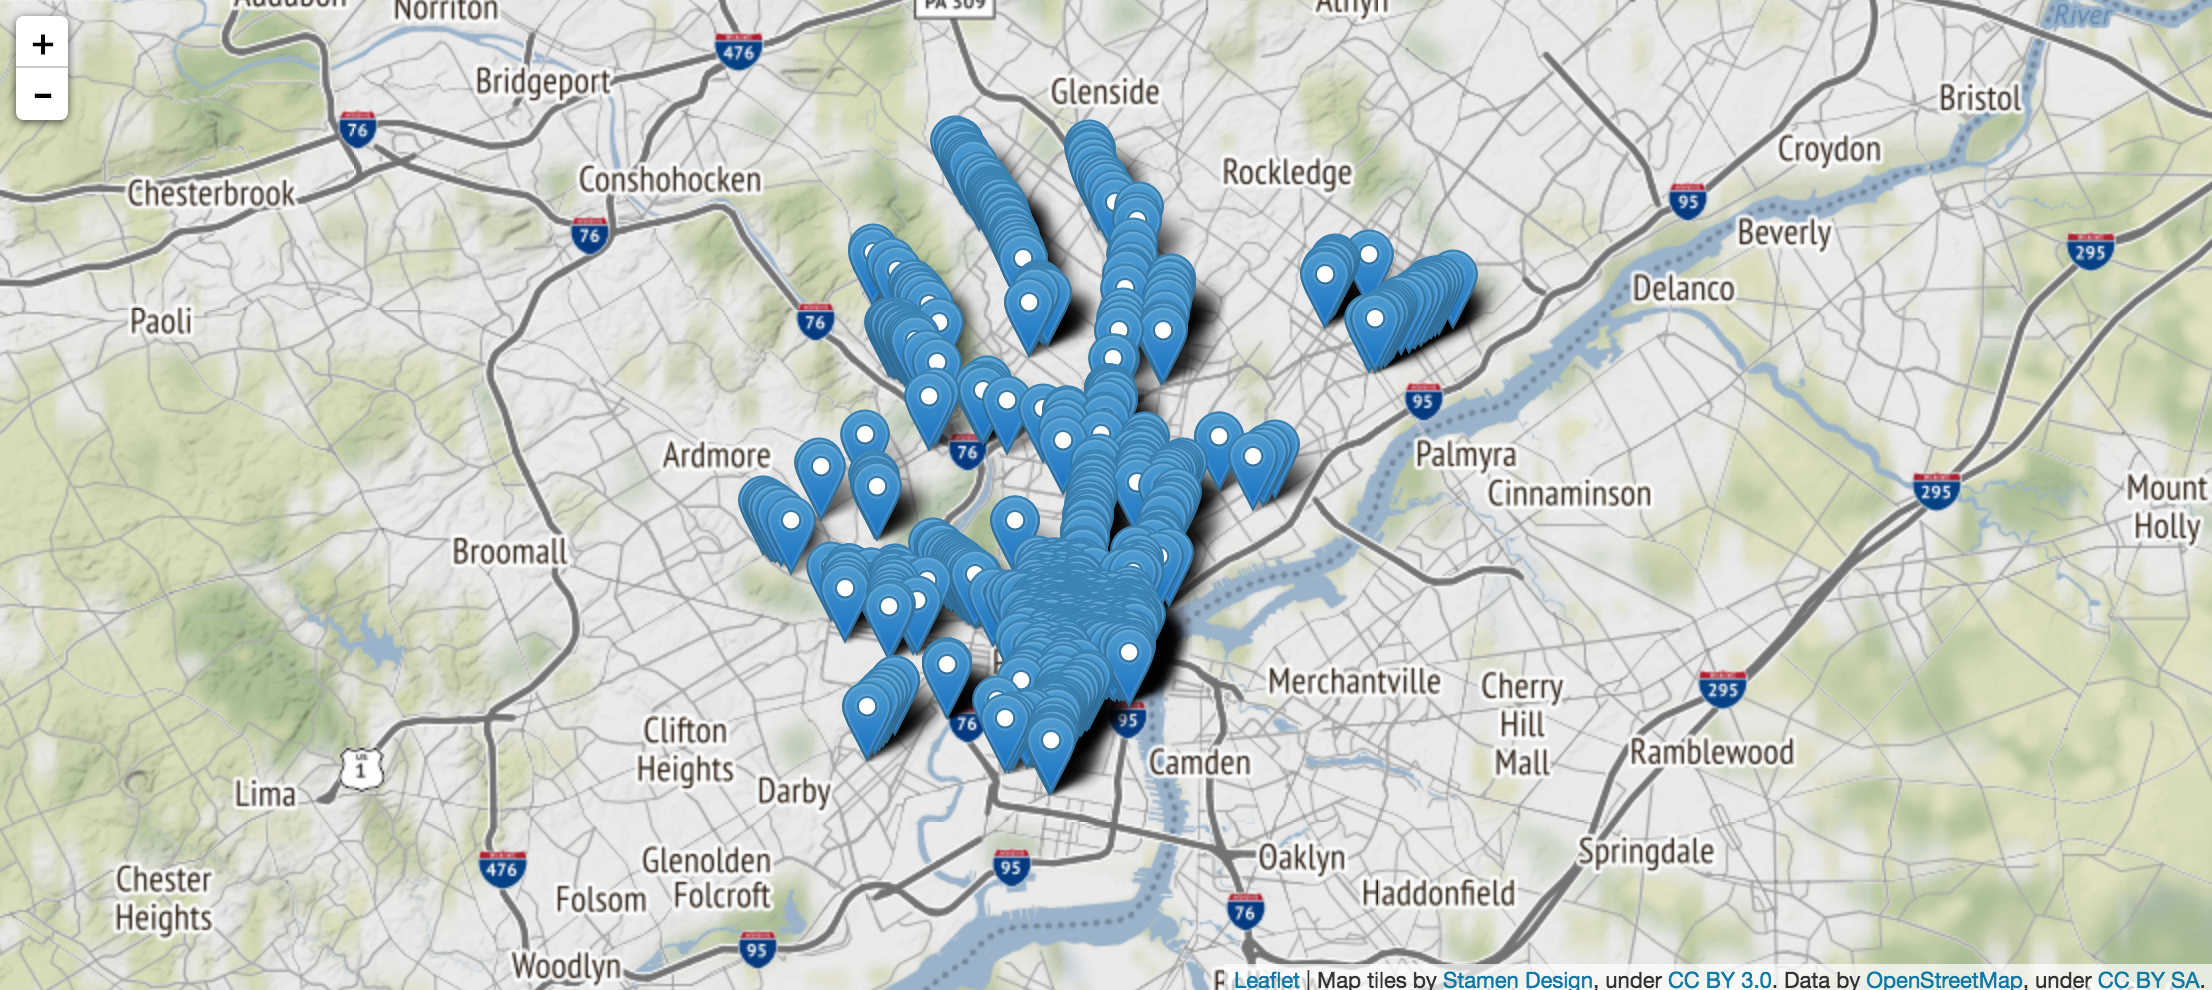 Audubon
Norriton
PA 309
Athyn
River
+
−
476
Bridgeport
Glenside
Bristol
76
Croydon
Rockledge
Conshohocken
Chesterbrook
95
76
Beverly
295
Delanco
Paoli
76
95
Ardmore
76
Palmyra
Cinnaminson
295
Mount
Holly
Broomall
Merchantville
Cherry
Hill
Mall
295
Clifton
Heights
76
95
Camden
Ramblewood
US
1
Lima
Darby
Glenolden
Folcroft
476
95
Oaklyn
Springdale
Chester
Heights
Folsom
Haddonfield
76
95
Woodlyn
Leaflet | Map tiles by Stamen Design, under CC BY 3.0. Data by OpenStreetMap, under CC BY SA.